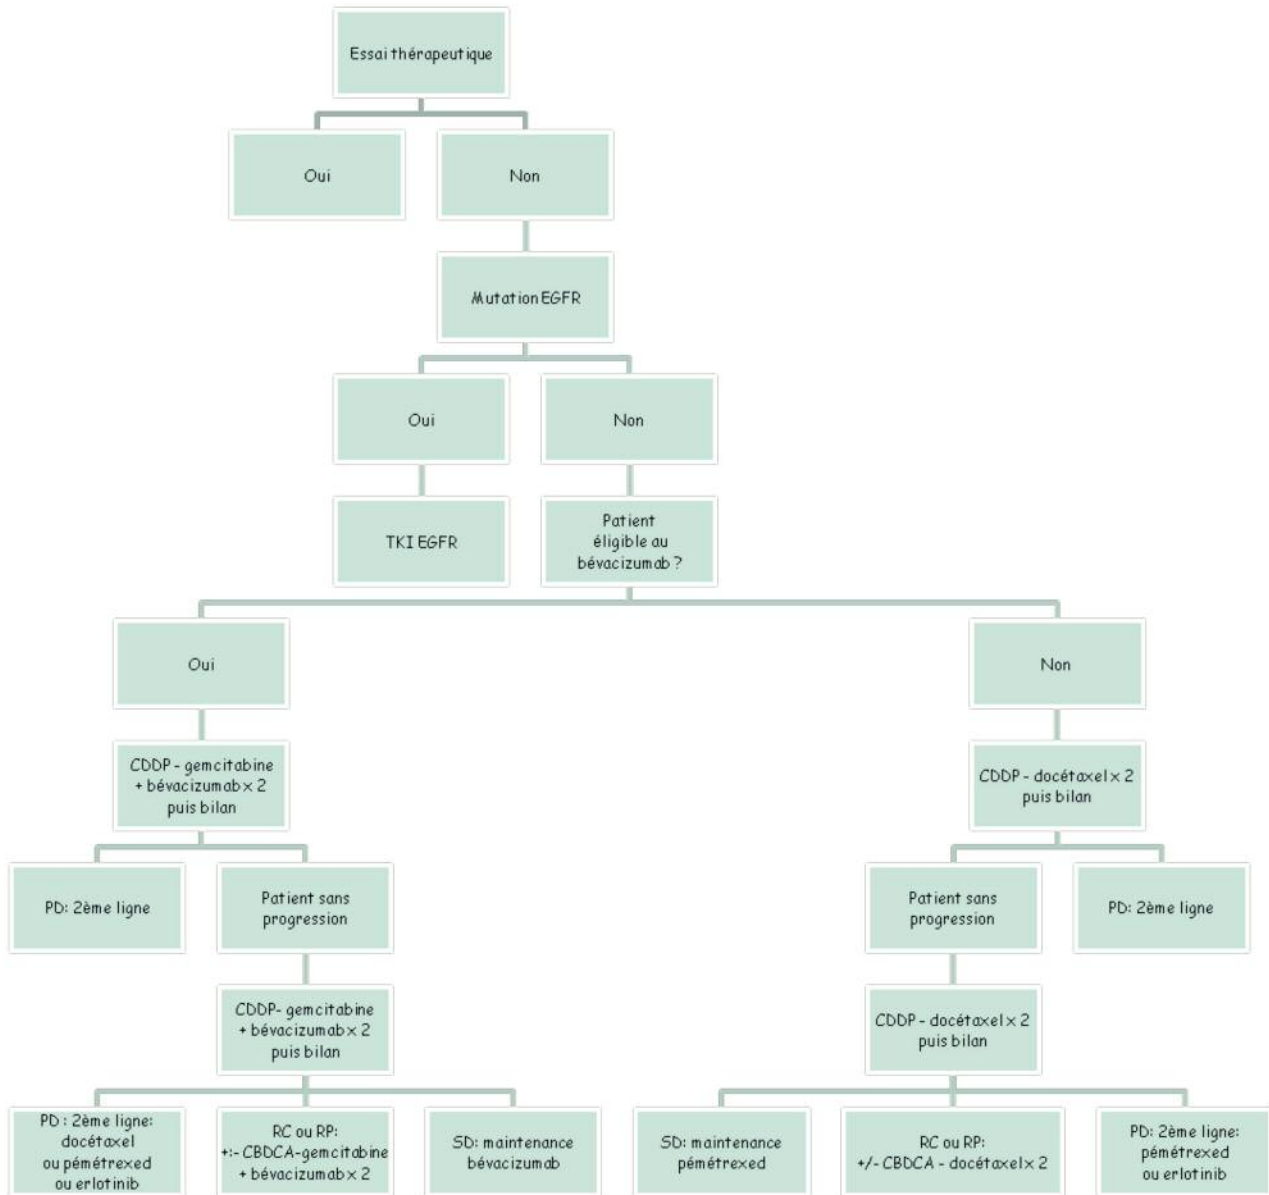 Essai thérapeutique
Oui
Non
Mutation EGFR
Oui
Non
TKI EGFR
Patient
éligible au
bévacizumab ?
Oui
Non
CDDP - gemcitabine
+ bévacizumab x 2
puis bilan
CDDP - docétaxel x 2
puis bilan
PD: 2ème ligne
Patient sans
progression
Patient sans
progression
PD: 2ème ligne
CDDP- gemcitabine
+ bévacizumab x 2
puis bilan
CDDP - docétaxel x 2
puis bilan
PD : 2ème ligne:
docétaxel
ou pémétrexed
ou erlotinib
RC ou RP:
+:- CBDCA-gemcitabine
+ bévacizumab x 2
SD: maintenance
bévacizumab
SD: maintenance
pémétrexed
RC ou RP:
+/- CBDCA - docétaxel x 2
PD: 2ème ligne:
pémétrexed
ou erlotinib